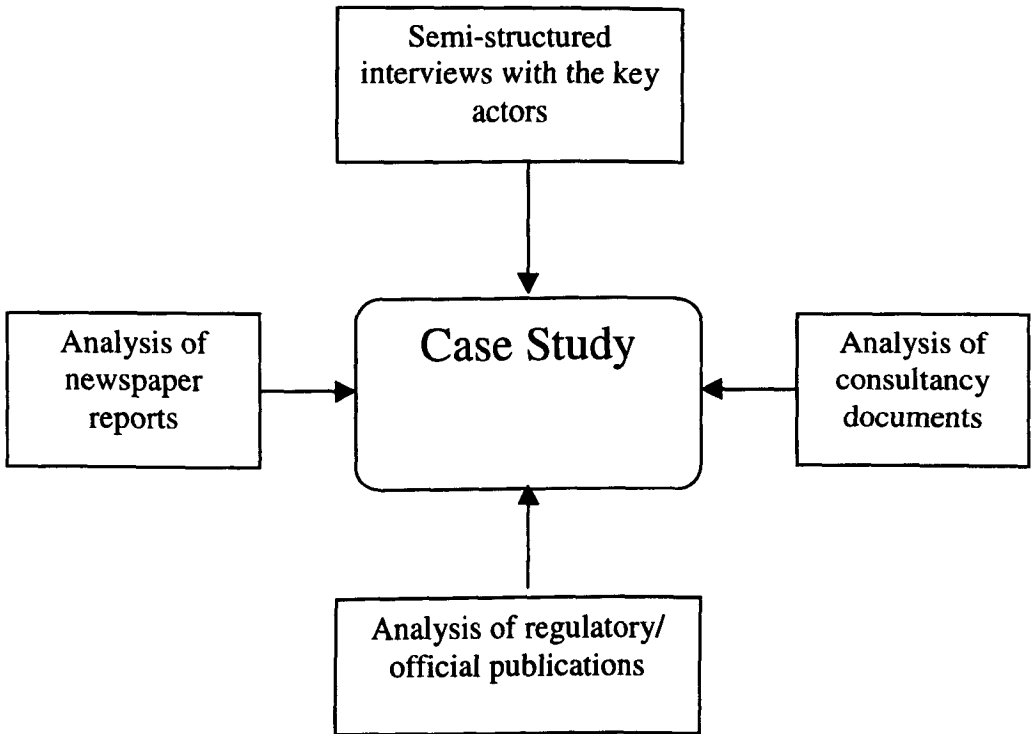 Semi-structured
interviews with the key
actors
Analysis of
newspaper
reports
Case Study
Analysis of
consultancy
documents
Analysis of regulatory/
official publications